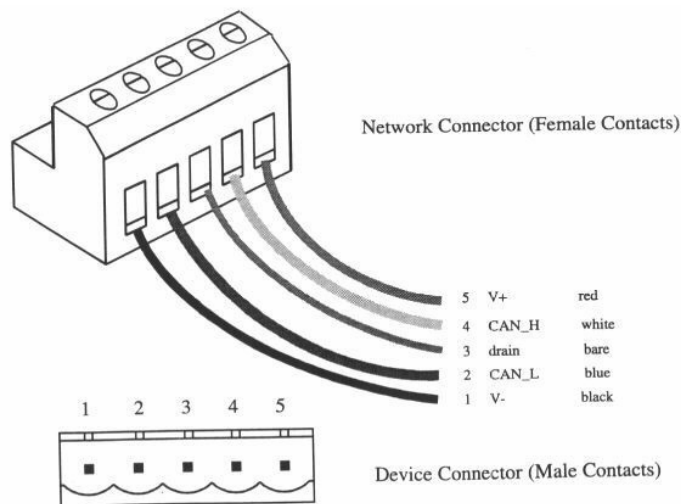 Network Connector (Female Contacts)
5 V+ red
4 CAN_H white
3 drain bare
2 CAN_L blue
1 V- black
1 2 3 4 5
Device Connector (Male Contacts)